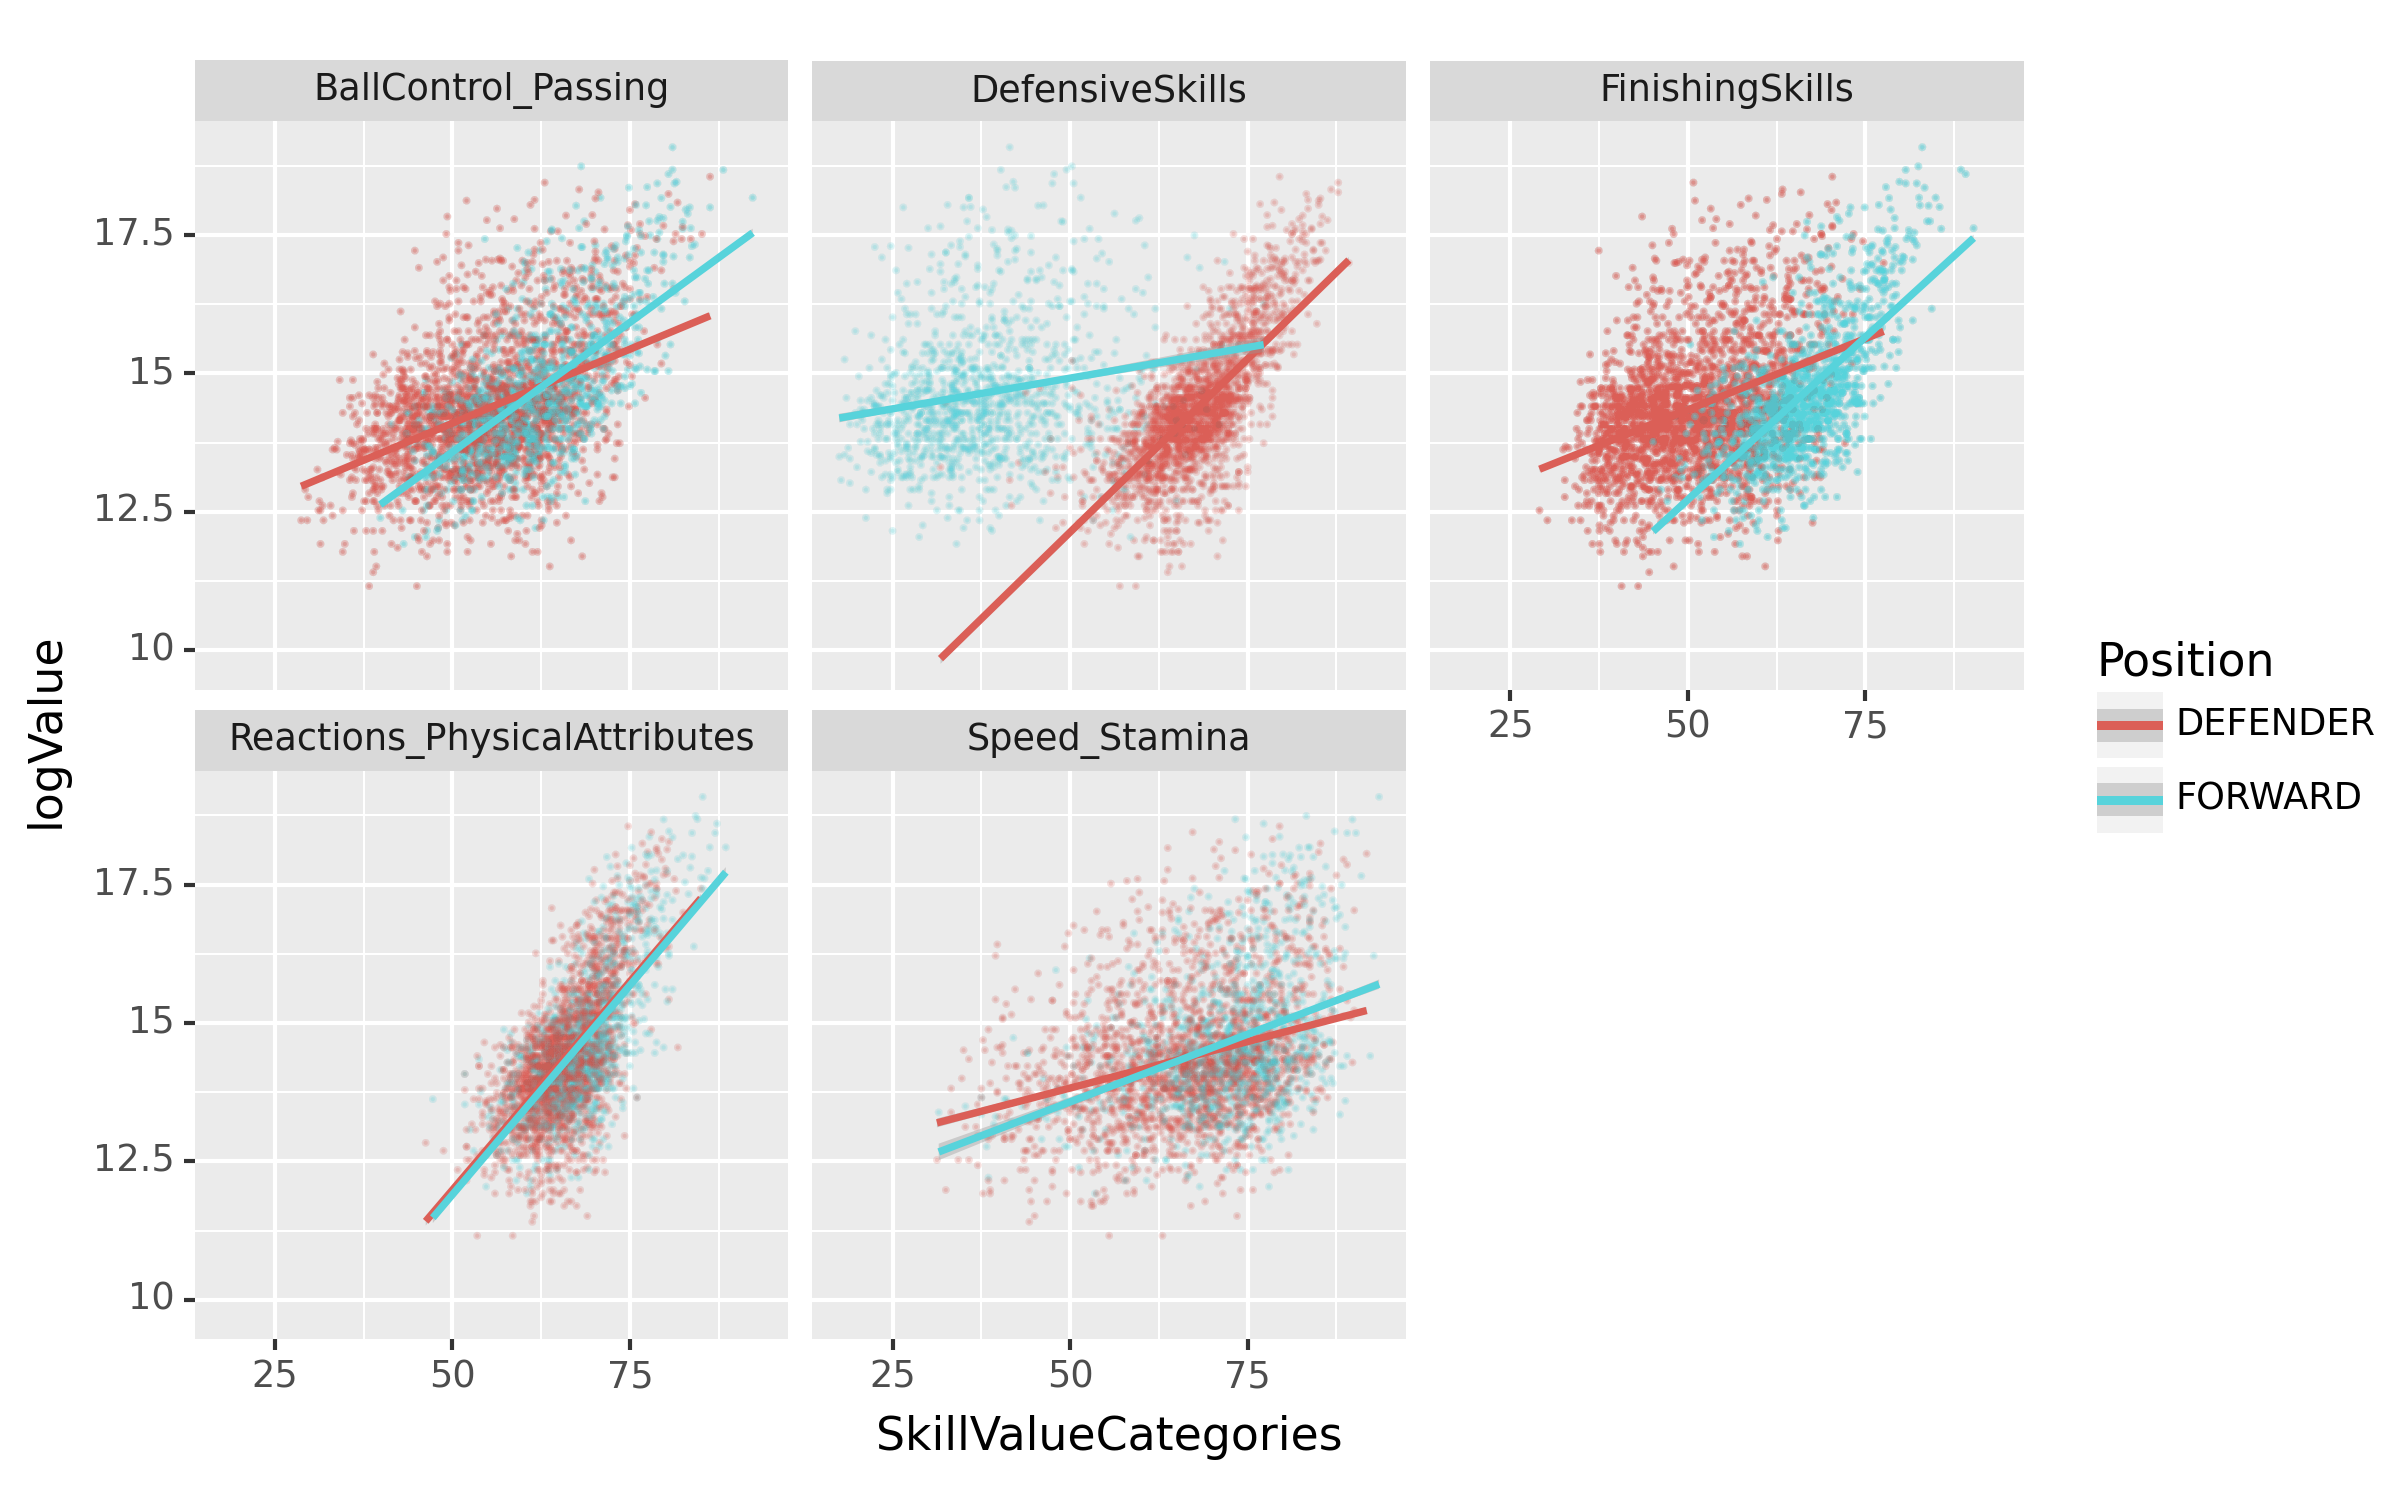 BallControl_Passing
DefensiveSkills
FinishingSkills
17.5
15
12.5
10
25
50
75
Reactions_PhysicalAttributes
Speed_Stamina
17.5
15
12.5
10
25
50
75
25
50
75
logValue
SkillValueCategories
Position
DEFENDER
FORWARD